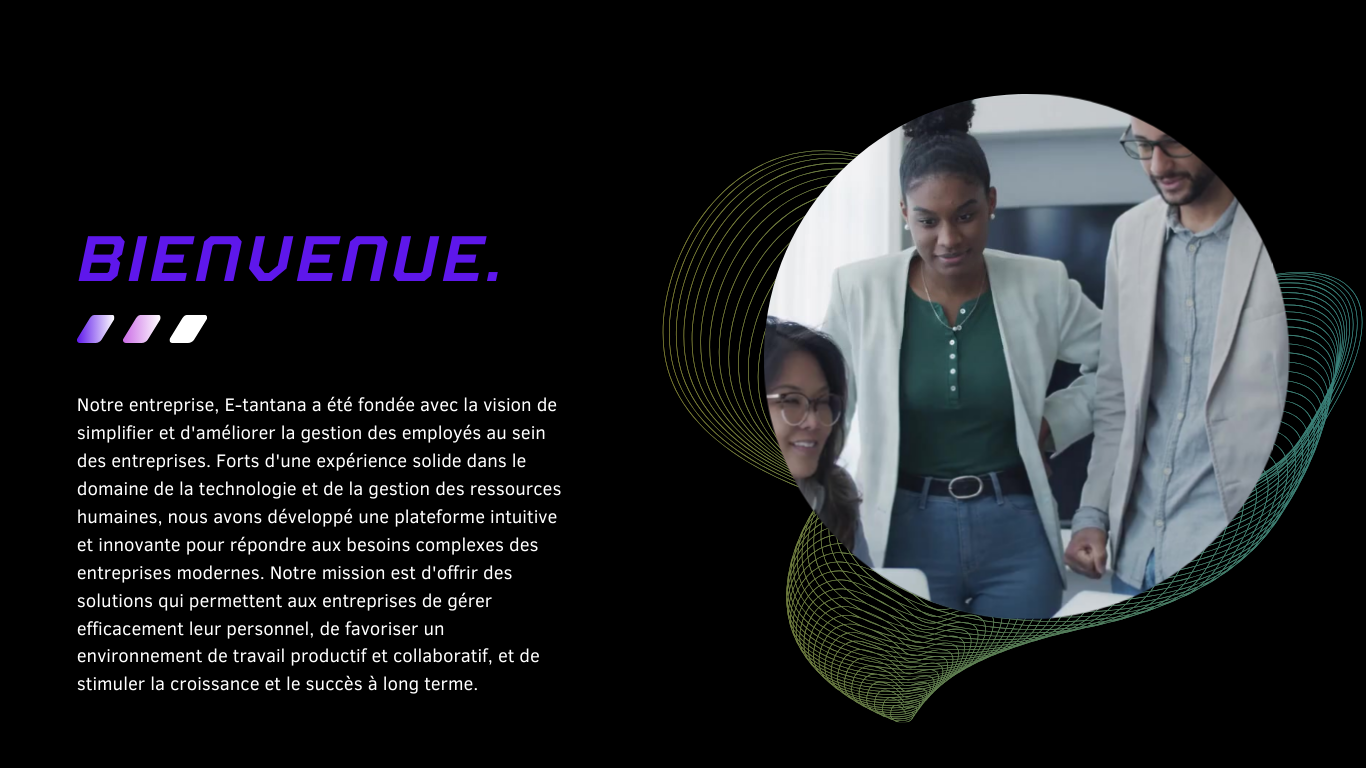 BIENVENUE.
Notre entreprise, E-tantana a été fondée avec la vision de
simplifier et d'améliorer la gestion des employés au sein
des entreprises. Forts d'une expérience solide dans le
domaine de la technologie et de la gestion des ressources
humaines, nous avons développé une plateforme intuitive
et innovante pour répondre aux besoins complexes des
entreprises modernes. Notre mission est d'offrir des
solutions qui permettent aux entreprises de gérer
efficacement leur personnel, de favoriser un
environnement de travail productif et collaboratif, et de
stimuler la croissance et le succès à long terme.